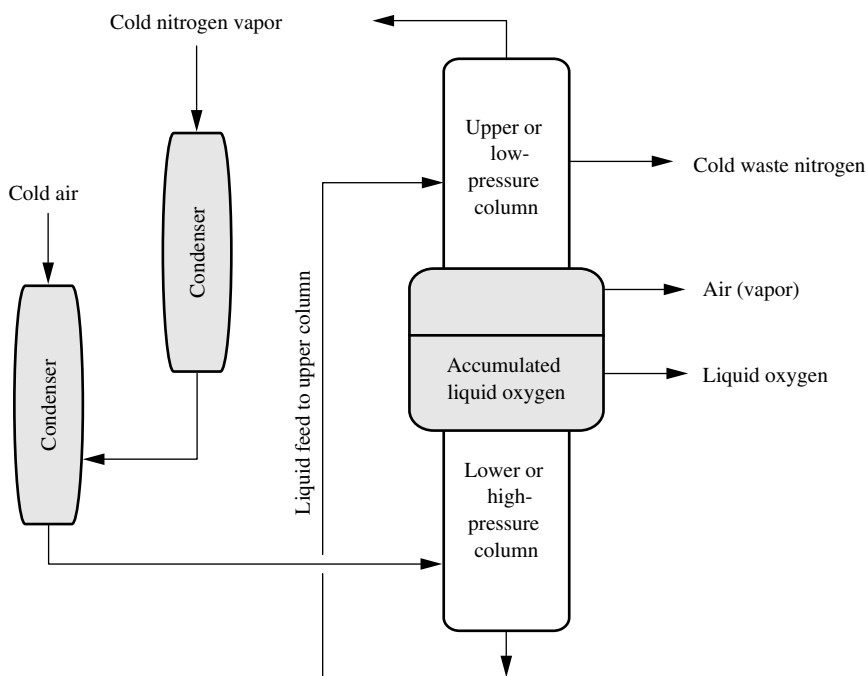 Cold nitrogen vapor
Upper or
low-
pressure
column
Cold waste nitrogen
Cold air
Condenser
Condenser
Liquid feed to upper column
Air (vapor)
Accumulated
liquid oxygen
Liquid oxygen
Lower or
high-
pressure
column